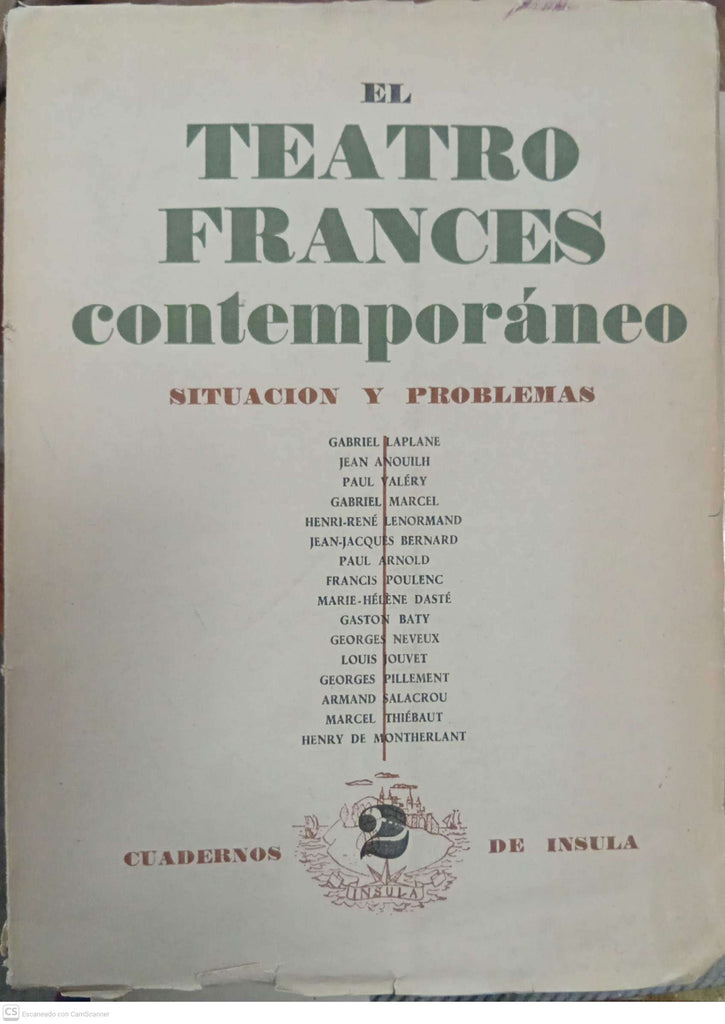 EL
TEATRO
FRANCES
contemporáneo
SITUACION Y PROBLEMAS
GABRIEL LAPLANE
JEAN ANOUILH
PAUL VALÉRY
GABRIEL MARCEL
HENRI-RENÉ LENORMAND
JEAN-JACQUES BERNARD
PAUL ARNOLD
FRANCIS POULENC
MARIE-HÉLÈNE DASTÉ
GASTON BATY
GEORGES NEVEUX
LOUIS JOUVET
GEORGES PILLEMENT
ARMAND SALACROU
MARCEL THIÉBAUT
HENRY DE MONTHERLANT
CUADERNOS 2 DE INSULA
INSULA
CS Escaneado con CamScanner